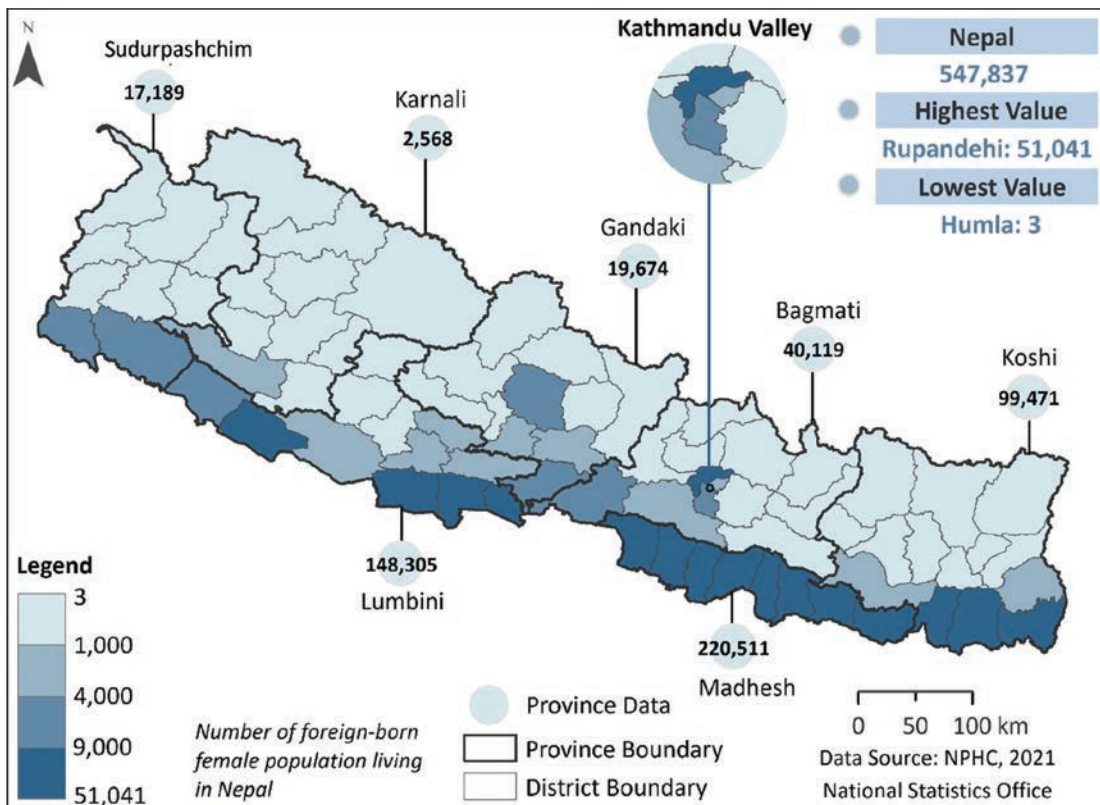 N
Sudurpashchim
17,189
Karnali
2,568
Kathmandu Valley
Nepal
547,837
Highest Value
Rupandehi: 51,041
Lowest Value
Humla: 3
Gandaki
19,674
Bagmati
40,119
Koshi
99,471
148,305
Lumbini
220,511
Madhesh
Legend
3
1,000
4,000
9,000
51,041
Number of foreign-born
female population living
in Nepal
Province Data
Province Boundary
District Boundary
0 50 100 km
Data Source: NPHC, 2021
National Statistics Office